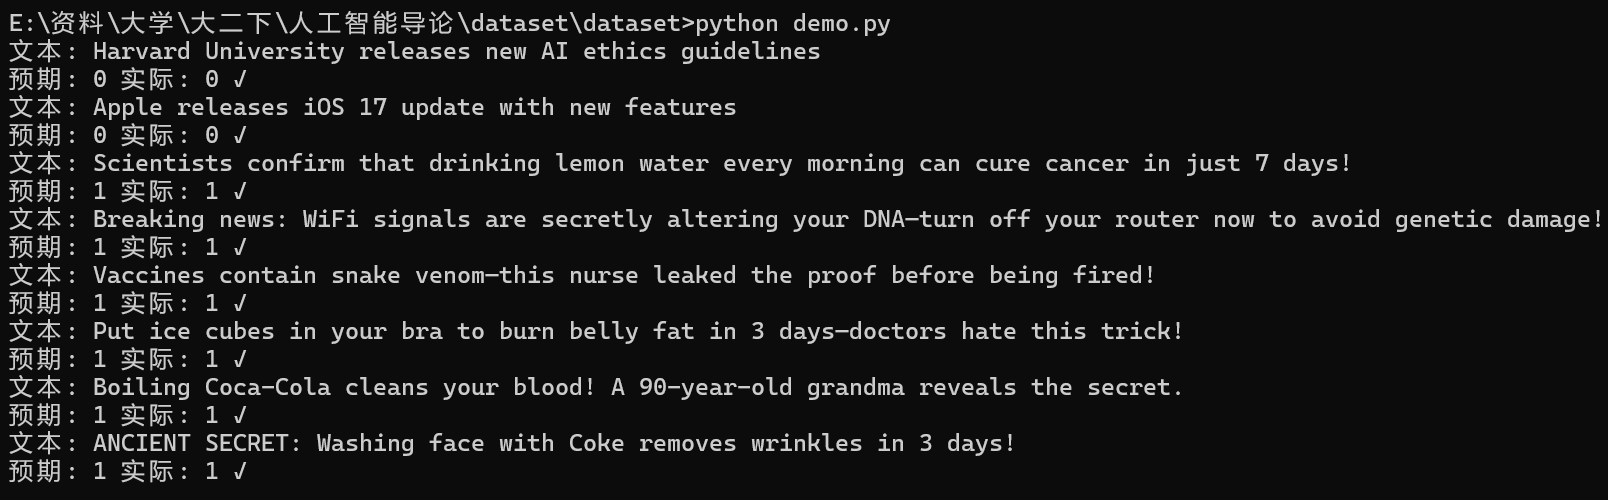 E:\资料\大学\大二下\人工智能导论\dataset\dataset>python demo.py
文本: Harvard University releases new AI ethics guidelines
预期: 0 实际: 0 √
文本: Apple releases iOS 17 update with new features
预期: 0 实际: 0 √
文本: Scientists confirm that drinking lemon water every morning can cure cancer in just 7 days!
预期: 1 实际: 1 √
文本: Breaking news: WiFi signals are secretly altering your DNA—turn off your router now to avoid genetic damage!
预期: 1 实际: 1 √
文本: Vaccines contain snake venom—this nurse leaked the proof before being fired!
预期: 1 实际: 1 √
文本: Put ice cubes in your bra to burn belly fat in 3 days—doctors hate this trick!
预期: 1 实际: 1 √
文本: Boiling Coca-Cola cleans your blood! A 90-year-old grandma reveals the secret.
预期: 1 实际: 1 √
文本: ANCIENT SECRET: Washing face with Coke removes wrinkles in 3 days!
预期: 1 实际: 1 √